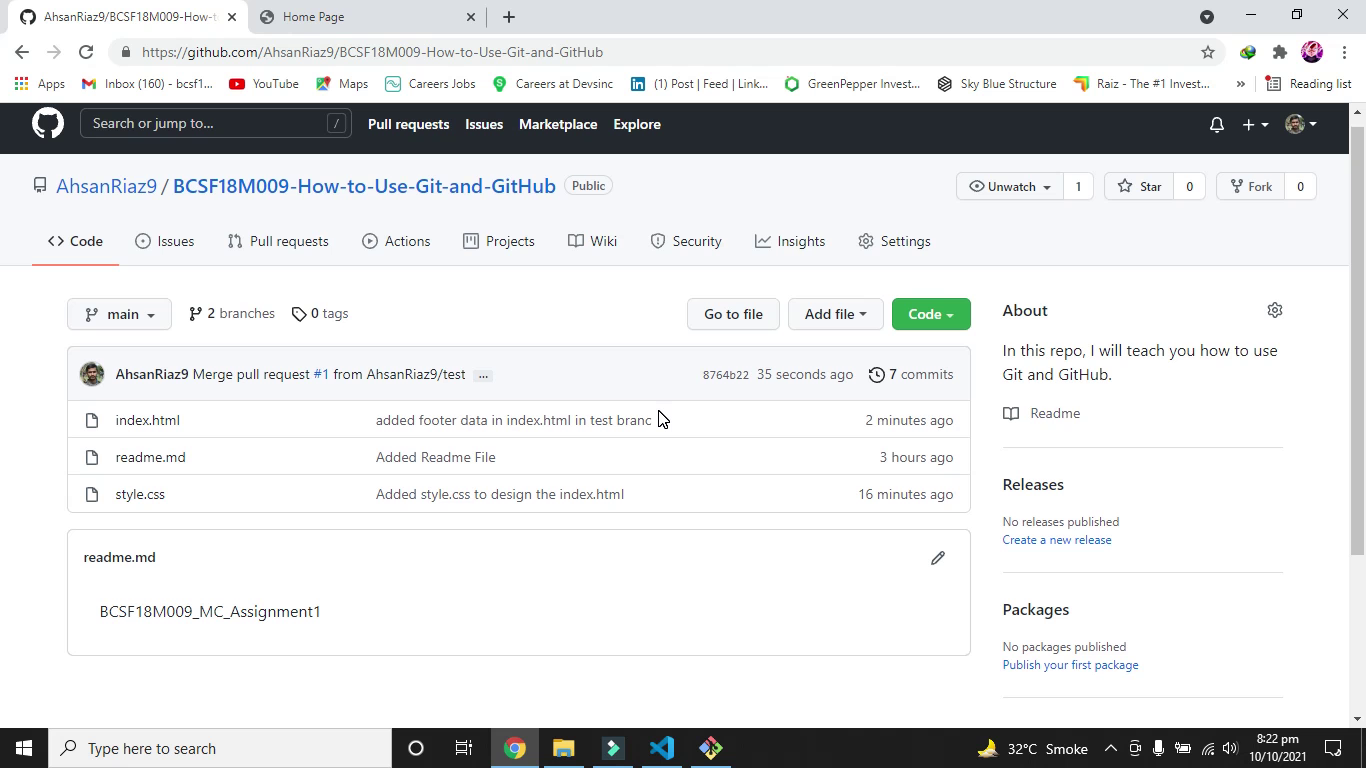 AhsanRiaz9/BCSF18M009-How-t
Home Page
https://github.com/AhsanRiaz9/BCSF18M009-How-to-Use-Git-and-GitHub
Apps Inbox (160) - bcsf1... YouTube Maps Careers Jobs Careers at Devsinc (1) Post | Feed | Link... GreenPepper Invest... Sky Blue Structure Raiz - The #1 Invest... » Reading list
Search or jump to... / Pull requests Issues Marketplace Explore
AhsanRiaz9 / BCSF18M009-How-to-Use-Git-and-GitHub Public Unwatch 1 Star 0 Fork 0
<> Code Issues Pull requests Actions Projects Wiki Security Insights Settings
main 2 branches 0 tags Go to file Add file Code
About
In this repo, I will teach you how to use
Git and GitHub.
Readme
AhsanRiaz9 Merge pull request #1 from AhsanRiaz9/test ... 8764b22 35 seconds ago 7 commits
index.html added footer data in index.html in test branc 2 minutes ago
readme.md Added Readme File 3 hours ago
style.css Added style.css to design the index.html 16 minutes ago
Releases
No releases published
Create a new release
readme.md
BCSF18M009_MC_Assignment1
Packages
No packages published
Publish your first package
Type here to search
32°C Smoke
8:22 pm
10/10/2021